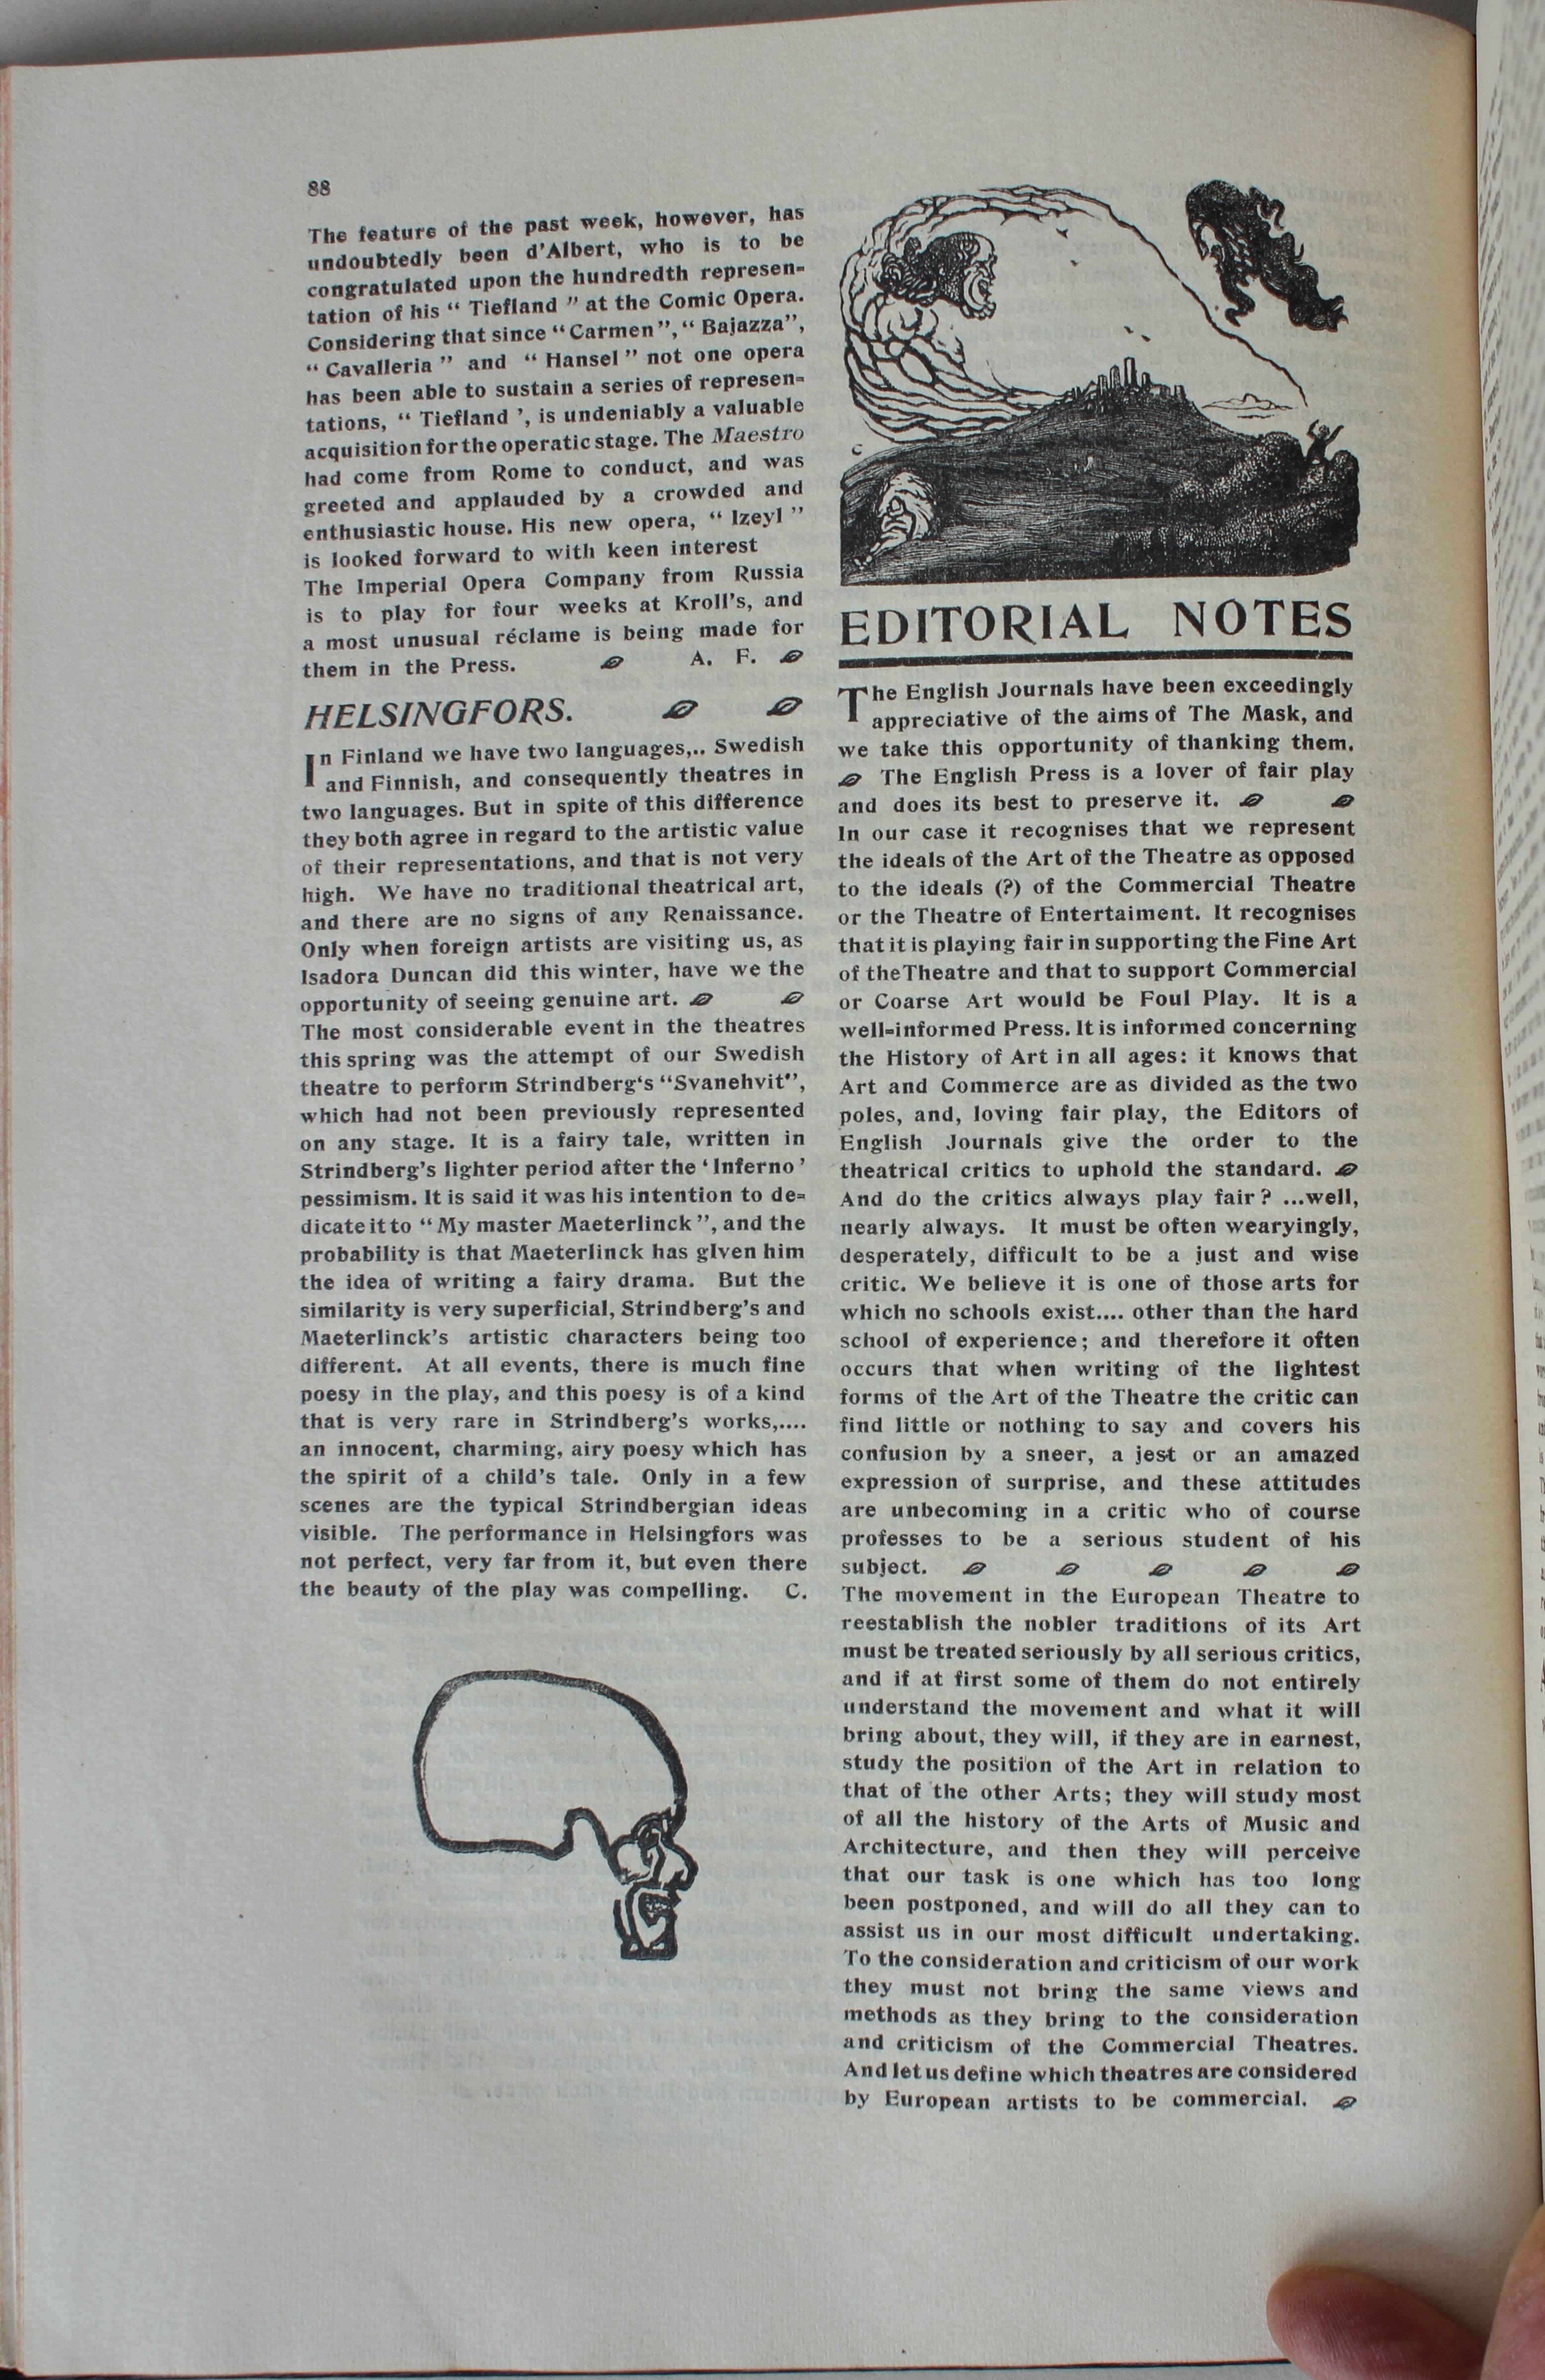 88
The feature of the past week, however, has
undoubtedly been d'Albert, who is to be
congratulated upon the hundredth represen-
tation of his “ Tiefland ” at the Comic Opera.
Considering that since “Carmen”, “ Bajazza”,
“ Cavalleria ” and “ Hansel ” not one opera
has been able to sustain a series of represen-
tations, “ Tiefland ’, is undeniably a valuable
acquisition for the operatic stage. The Maestro
had come from Rome to conduct, and was
greeted and applauded by a crowded and
enthusiastic house. His new opera, “ Izeyl ”
is looked forward to with keen interest
The Imperial Opera Company from Russia
is to play for four weeks at Kroll's, and
a most unusual réclame is being made for
them in the Press. A. F.
HELSINGFORS.
In Finland we have two languages,.. Swedish
and Finnish, and consequently theatres in
two languages. But in spite of this difference
they both agree in regard to the artistic value
of their representations, and that is not very
high. We have no traditional theatrical art,
and there are no signs of any Renaissance.
Only when foreign artists are visiting us, as
Isadora Duncan did this winter, have we the
opportunity of seeing genuine art.
The most considerable event in the theatres
this spring was the attempt of our Swedish
theatre to perform Strindberg‘s “Svanehvit”,
which had not been previously represented
on any stage. It is a fairy tale, written in
Strindberg's lighter period after the ‘ Inferno ’
pessimism. It is said it was his intention to de-
dicate it to “ My master Maeterlinck ”, and the
probability is that Maeterlinck has gIven him
the idea of writing a fairy drama. But the
similarity is very superficial, Strindberg's and
Maeterlinck's artistic characters being too
different. At all events, there is much fine
poesy in the play, and this poesy is of a kind
that is very rare in Strindberg's works,....
an innocent, charming, airy poesy which has
the spirit of a child's tale. Only in a few
scenes are the typical Strindbergian ideas
visible. The performance in Helsingfors was
not perfect, very far from it, but even there
the beauty of the play was compelling. C.
EDITORIAL NOTES
The English Journals have been exceedingly
appreciative of the aims of The Mask, and
we take this opportunity of thanking them.
The English Press is a lover of fair play
and does its best to preserve it.
In our case it recognises that we represent
the ideals of the Art of the Theatre as opposed
to the ideals (?) of the Commercial Theatre
or the Theatre of Entertaiment. It recognises
that it is playing fair in supporting the Fine Art
of theTheatre and that to support Commercial
or Coarse Art would be Foul Play. It is a
well-informed Press. It is informed concerning
the History of Art in all ages: it knows that
Art and Commerce are as divided as the two
poles, and, loving fair play, the Editors of
English Journals give the order to the
theatrical critics to uphold the standard.
And do the critics always play fair? ...well,
nearly always. It must be often wearyingly,
desperately, difficult to be a just and wise
critic. We believe it is one of those arts for
which no schools exist.... other than the hard
school of experience; and therefore it often
occurs that when writing of the lightest
forms of the Art of the Theatre the critic can
find little or nothing to say and covers his
confusion by a sneer, a jest or an amazed
expression of surprise, and these attitudes
are unbecoming in a critic who of course
professes to be a serious student of his
subject.
The movement in the European Theatre to
reestablish the nobler traditions of its Art
must be treated seriously by all serious critics,
and if at first some of them do not entirely
understand the movement and what it will
bring about, they will, if they are in earnest,
study the position of the Art in relation to
that of the other Arts; they will study most
of all the history of the Arts of Music and
Architecture, and then they will perceive
that our task is one which has too long
been postponed, and will do all they can to
assist us in our most difficult undertaking.
To the consideration and criticism of our work
they must not bring the same views and
methods as they bring to the consideration
and criticism of the Commercial Theatres.
And let us define which theatres are considered
by European artists to be commercial.